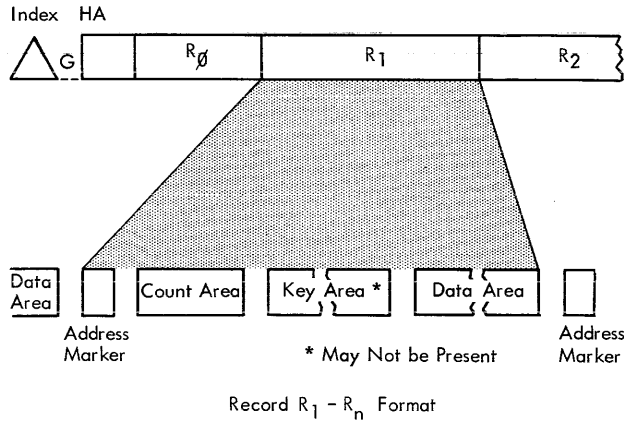 Index HA
G R0 R1 R2
Data Area Count Area Key Area * Data Area
Address Marker Address Marker
* May Not be Present
Record R1 - Rn Format